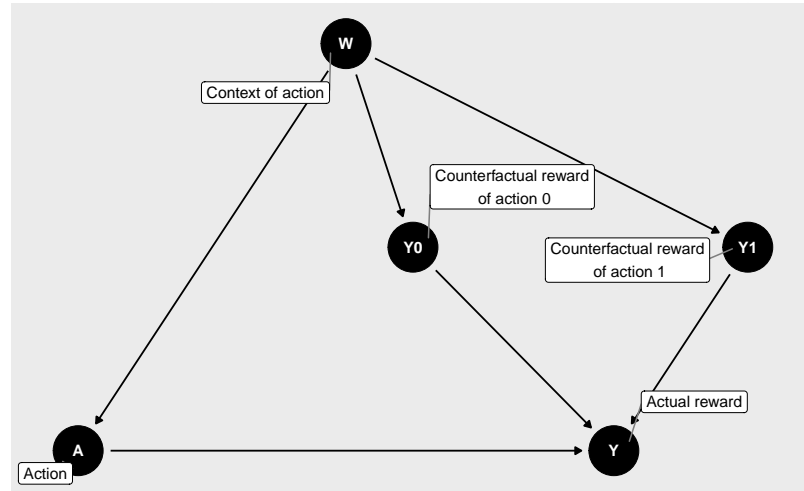 W
Context of action
Counterfactual reward
of action 0
Y0
Counterfactual reward
of action 1
Y1
Actual reward
A
Y
Action